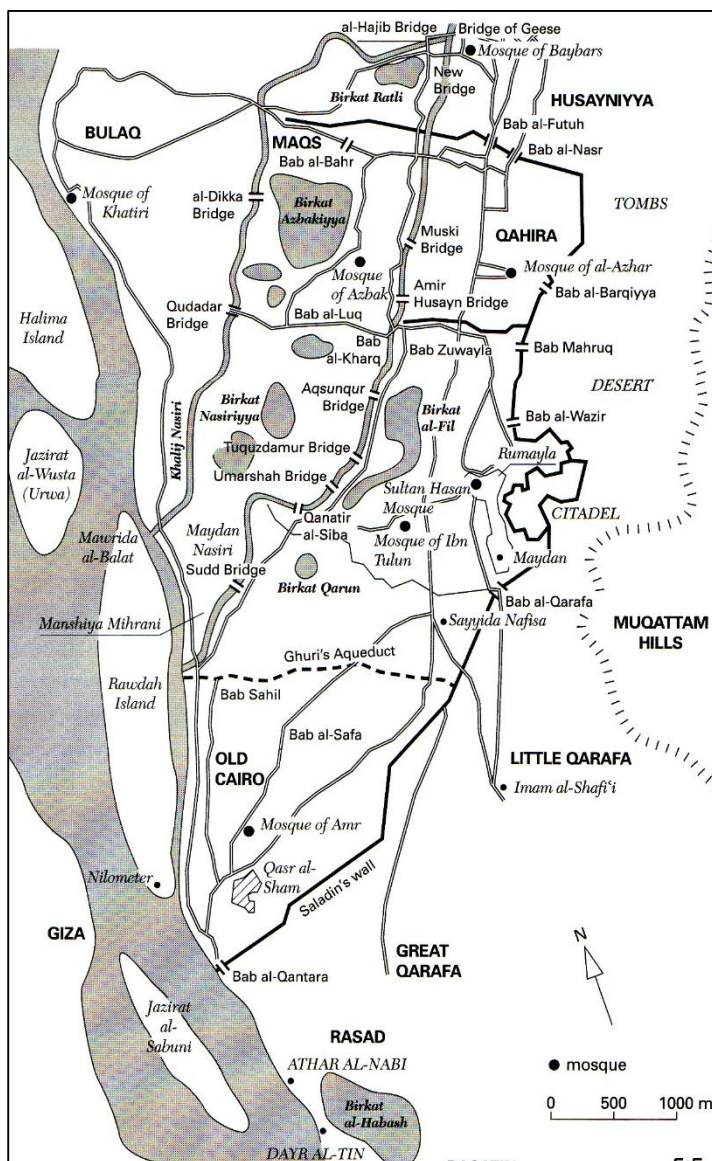 al-Hajib Bridge
Bridge of Geese
Mosque of Baybars
New
Bridge
Birkat Ratli
HUSAYNIYYA
BULAQ
MAQS
Bab al-Futuh
Bab al-Bahr
Bab al-Nasr
Mosque of
Khatiri
al-Dikka
Bridge
Birkat
Azbakiyya
TOMBS
Muski
Bridge
QAHIRA
Mosque
of Azbak
Mosque of al-Azhar
Halima
Island
Qudadar
Bridge
Bab al-Luq
Amir
Husayn Bridge
Bab al-Barqiyya
Bab
al-Kharq
Bab Zuwayla
Bab Mahruq
Aqsunqur
Bridge
DESERT
Khalij Nasiri
Birkat
Nasiriyya
Birkat
al-Fil
Bab al-Wazir
Jazirat
al-Wusta
(Urwa)
Tuquzdamur Bridge
Rumayla
Umarshah Bridge
Sultan Hasan
Mosque
CITADEL
Mawrida
al-Balat
Maydan
Nasiri
Qanatir
al-Siba
Mosque of Ibn
Tulun
Sudd Bridge
Maydan
Birkat Qarun
Bab al-Qarafa
Manshiya Mihrani
Sayyida Nafisa
MUQATTAM
HILLS
Ghuri's Aqueduct
Rawdah
Island
Bab Sahil
Bab al-Safa
OLD
CAIRO
LITTLE QARAFA
Imam al-Shafi‘i
Mosque of Amr
Nilometer
Qasr al-
Sham
Saladin's wall
GIZA
GREAT
QARAFA
N
Bab al-Qantara
Jazirat
al-
Sabuni
RASAD
ATHAR AL-NABI
mosque
Birkat
al-Habash
0 500 1000 m
DAYR AL-TIN